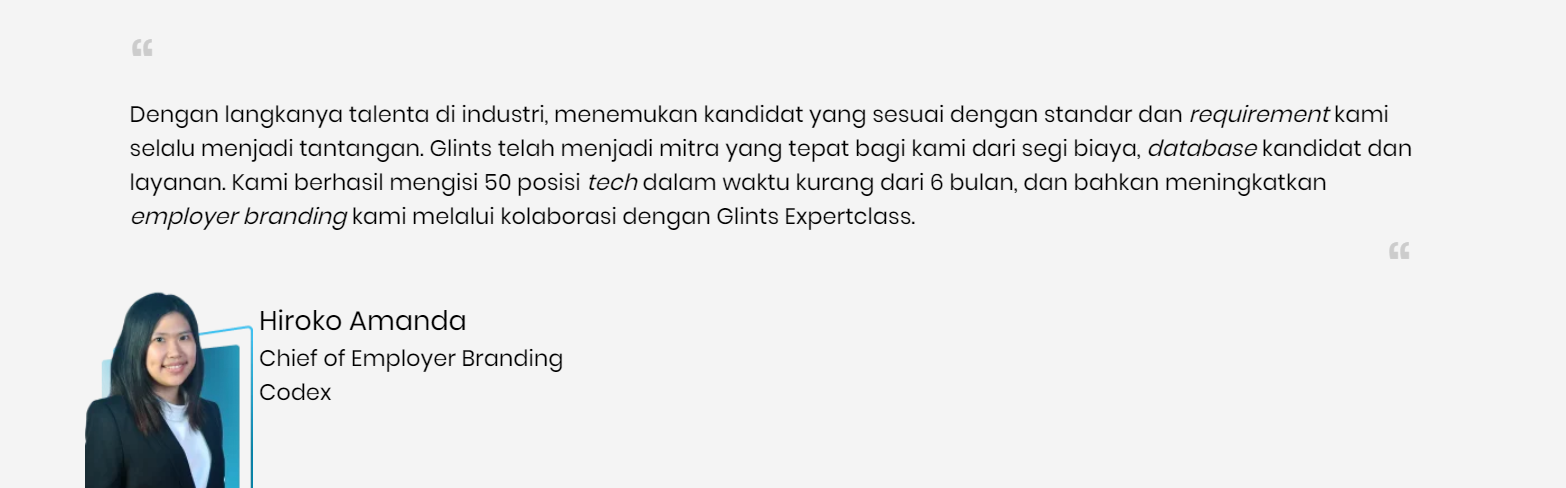 “
Dengan langkanya talenta di industri, menemukan kandidat yang sesuai dengan standar dan requirement kami
selalu menjadi tantangan. Glints telah menjadi mitra yang tepat bagi kami dari segi biaya, database kandidat dan
layanan. Kami berhasil mengisi 50 posisi tech dalam waktu kurang dari 6 bulan, dan bahkan meningkatkan
employer branding kami melalui kolaborasi dengan Glints Expertclass.
“
Hiroko Amanda
Chief of Employer Branding
Codex